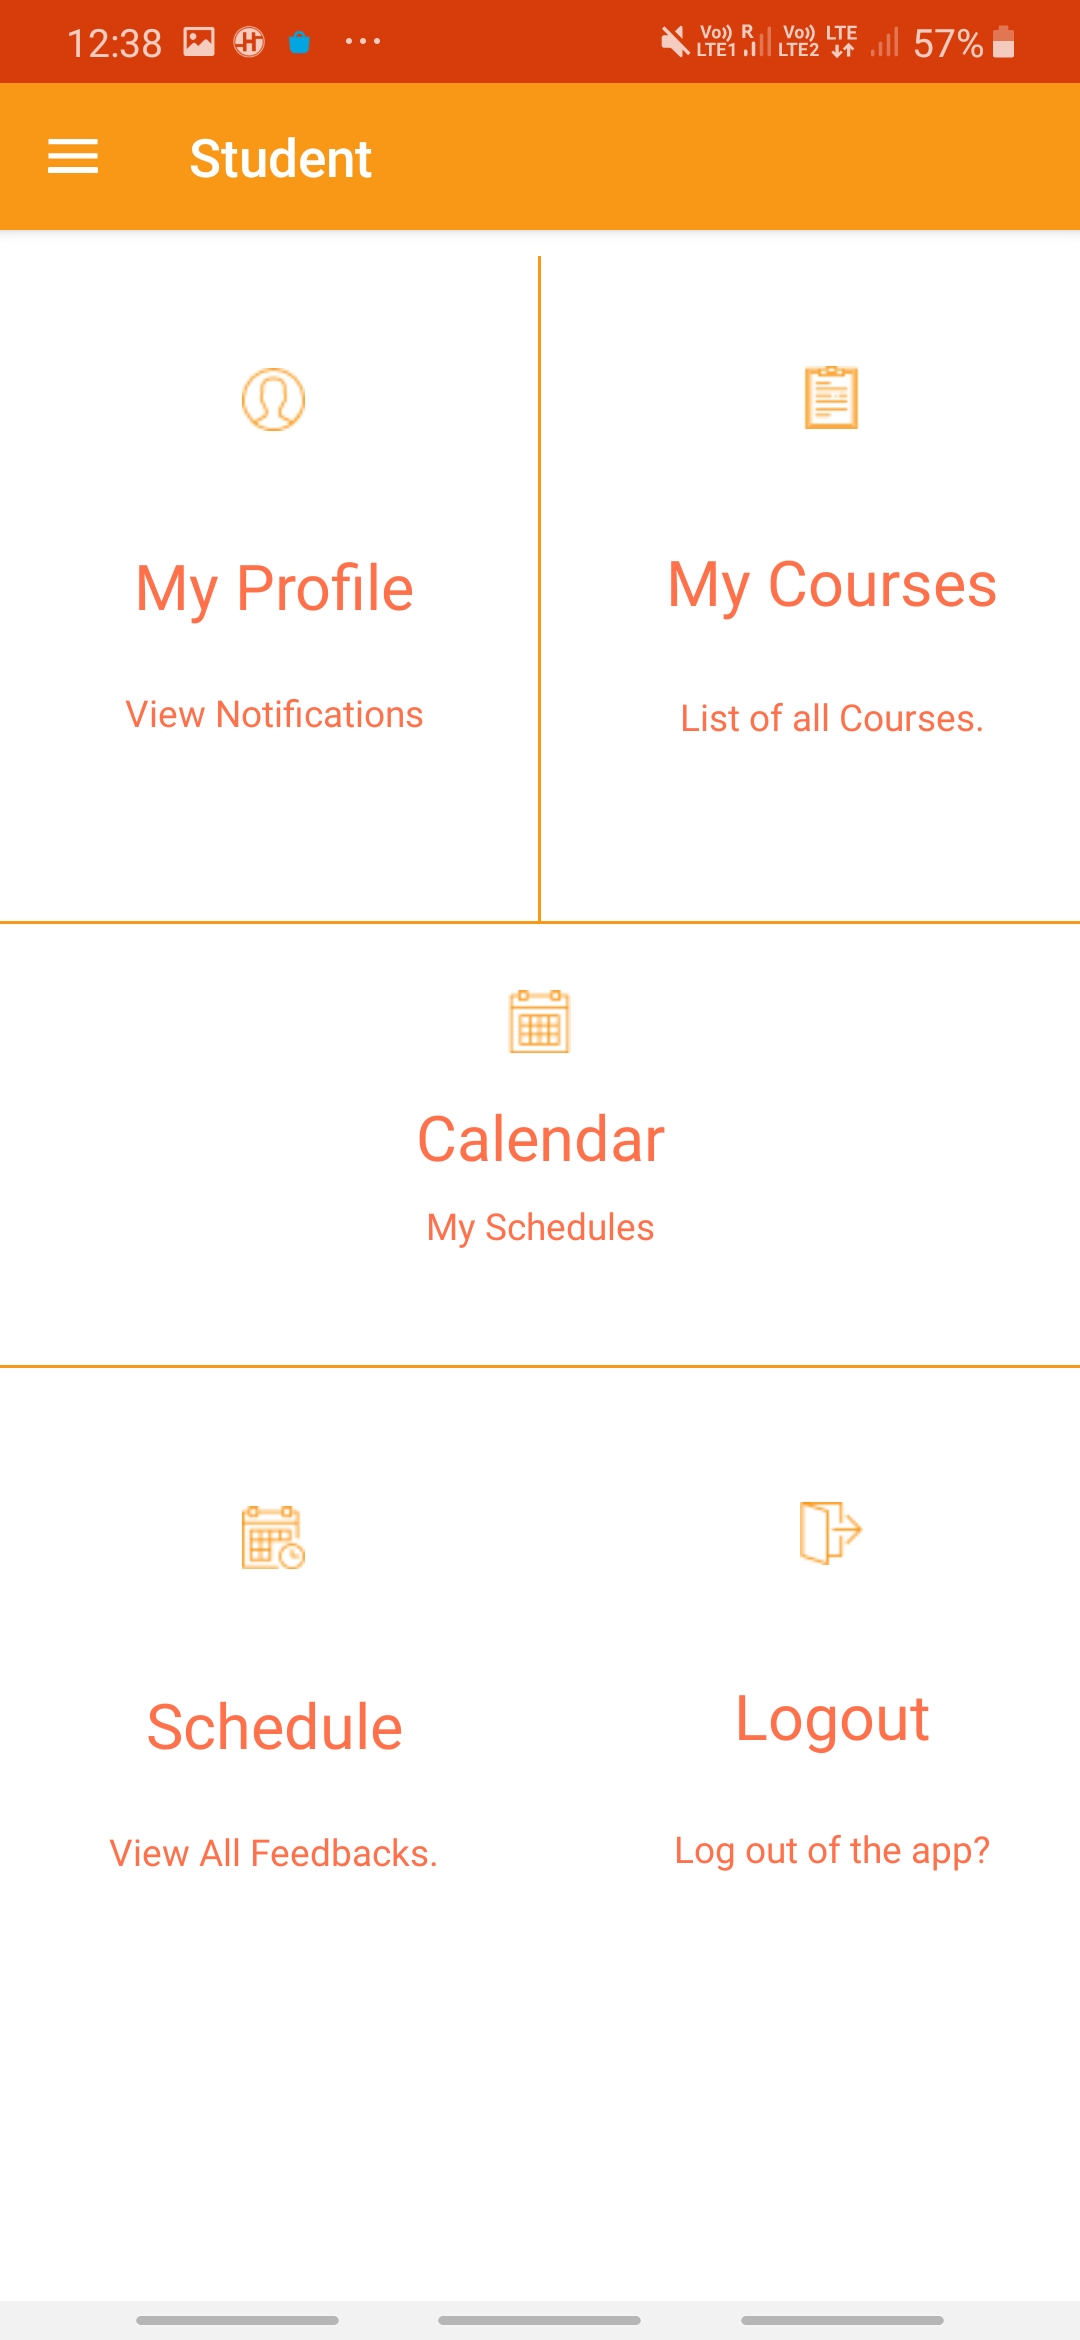 12:38
Vo)) R Vo)) LTE
LTE1 LTE2 57%
Student
My Profile
View Notifications
My Courses
List of all Courses.
Calendar
My Schedules
Schedule
View All Feedbacks.
Logout
Log out of the app?